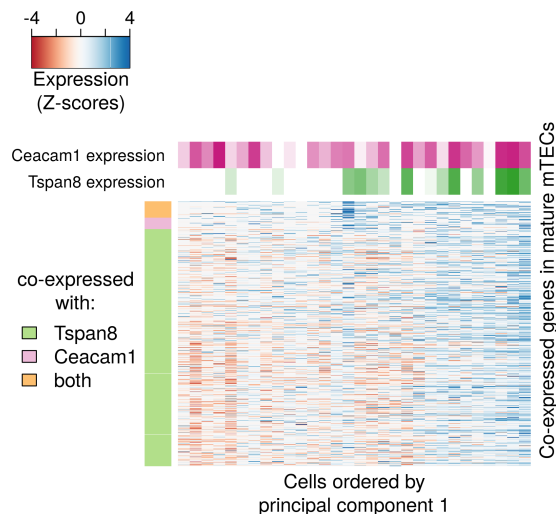 -4 0 4
Expression
(Z-scores)
Ceacam1 expression
Tspan8 expression
co-expressed
with:
Tspan8
Ceacam1
both
Co-expressed genes in mature mTECs
Cells ordered by
principal component 1